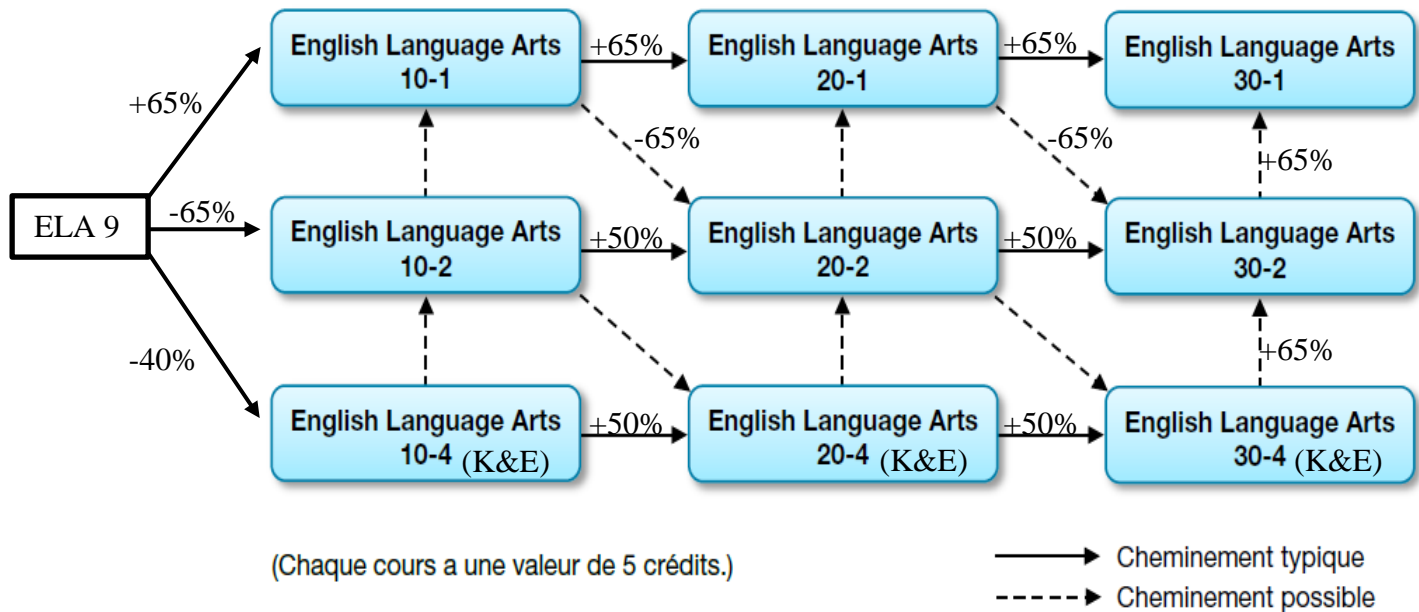 English Language Arts
10-1
+65%
English Language Arts
20-1
+65%
English Language Arts
30-1
+65%
-65%
-65%
+65%
ELA 9
-65%
English Language Arts
10-2
+50%
English Language Arts
20-2
+50%
English Language Arts
30-2
-40%
+65%
English Language Arts
10-4 (K&E)
+50%
English Language Arts
20-4 (K&E)
+50%
English Language Arts
30-4 (K&E)
(Chaque cours a une valeur de 5 crédits.)
Cheminement typique
Cheminement possible